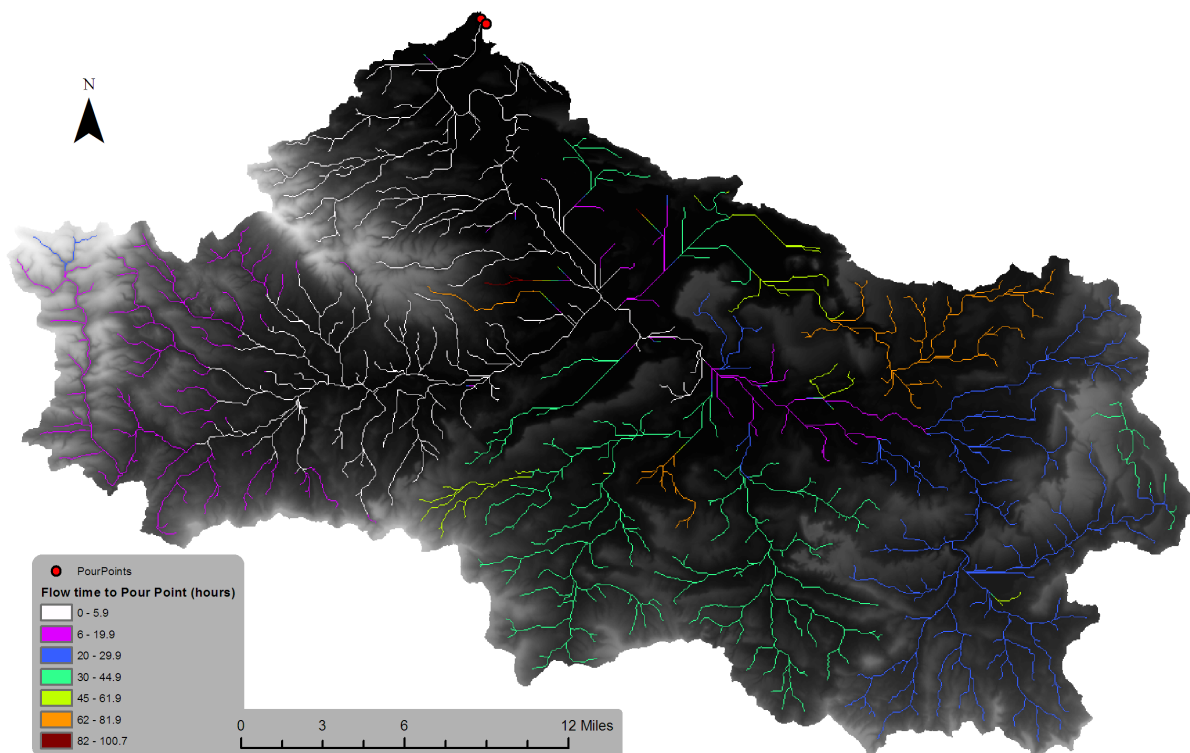 N
PourPoints
Flow time to Pour Point (hours)
0 - 5.9
6 - 19.9
20 - 29.9
30 - 44.9
45 - 61.9
62 - 81.9
82 - 100.7
0 3 6 12 Miles